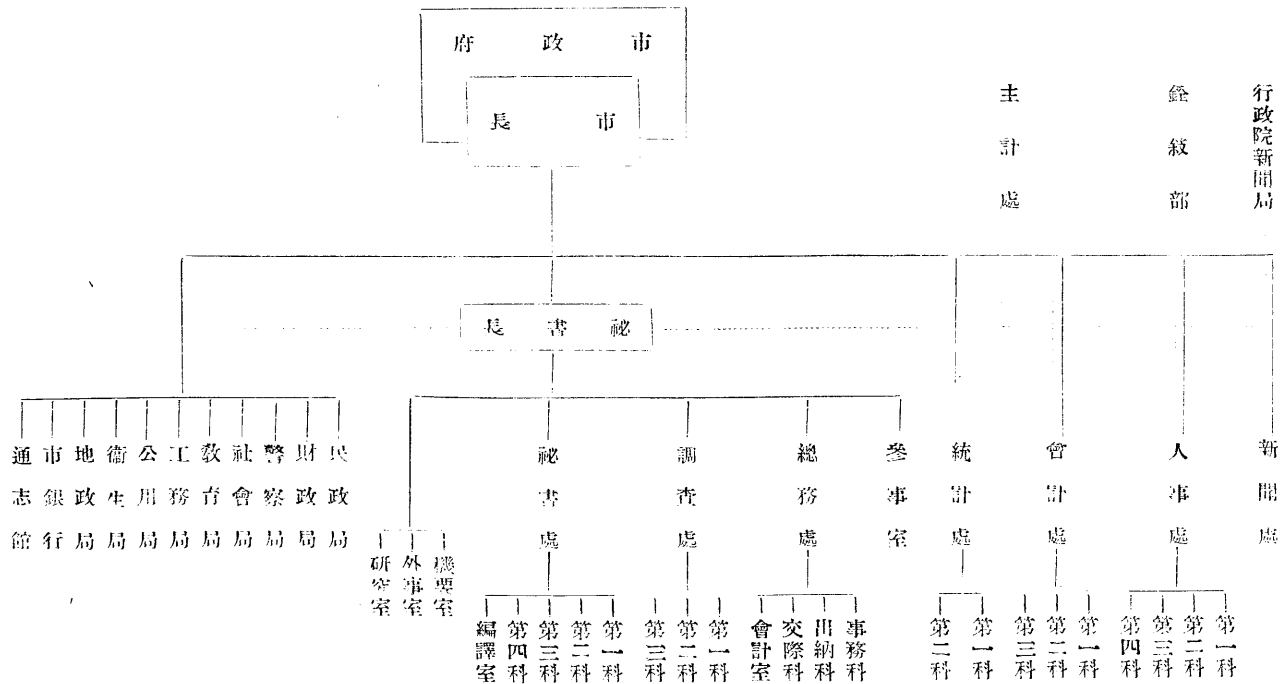 市政府
市長
行政院新聞局
銓敘部
主計處
祕書長
新聞處
人事處
會計處
統計處
參事室
總務處
調查處
祕書處
機要室
外事室
研究室
民政局
財政局
警察局
社會局
教育局
工務局
公用局
衞生局
地政局
市銀行
通志館
第一科
第二科
第三科
第四科
第一科
第二科
第三科
第一科
第二科
事務科
出納科
交際科
會計室
第一科
第二科
第三科
第一科
第二科
第三科
第四科
編譯室